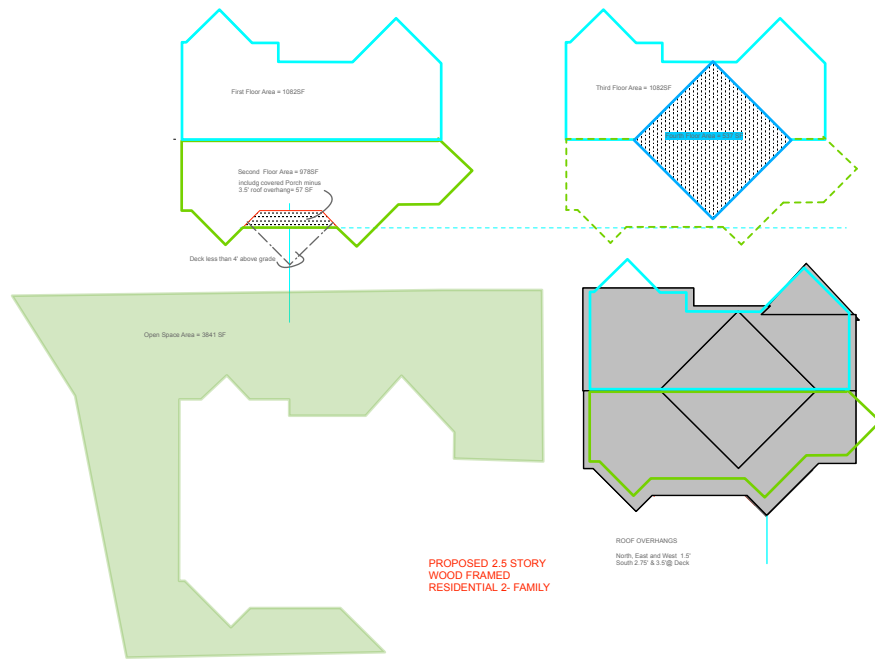 First Floor Area = 1082SF
Third Floor Area = 1082SF
Second  Floor Area = 978SF
includg covered Porch minus
3.5' roof overhang= 57 SF
Deck less than 4' above grade
Open Space Area = 3841 SF
PROPOSED 2.5 STORY
WOOD FRAMED
RESIDENTIAL 2- FAMILY
ROOF OVERHANGS
North, East and West  1.5'
South 2.75' & 3.5'@ Deck